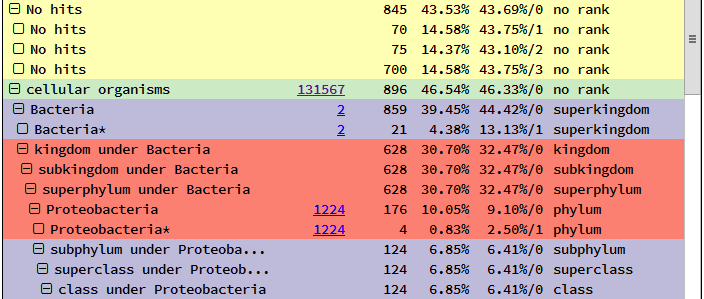 No hits 845 43.53% 43.69%/0 no rank
No hits 70 14.58% 43.75%/1 no rank
No hits 75 14.37% 43.10%/2 no rank
No hits 700 14.58% 43.75%/3 no rank
cellular organisms 131567 896 46.54% 46.33%/0 no rank
Bacteria 2 859 39.45% 44.42%/0 superkingdom
Bacteria* 2 21 4.38% 13.13%/1 superkingdom
kingdom under Bacteria 628 30.70% 32.47%/0 kingdom
subkingdom under Bacteria 628 30.70% 32.47%/0 subkingdom
superphylum under Bacteria 628 30.70% 32.47%/0 superphylum
Proteobacteria 1224 176 10.05% 9.10%/0 phylum
Proteobacteria* 1224 4 0.83% 2.50%/1 phylum
subphylum under Proteoba... 124 6.85% 6.41%/0 subphylum
superclass under Proteob... 124 6.85% 6.41%/0 superclass
class under Proteobacteria 124 6.85% 6.41%/0 class